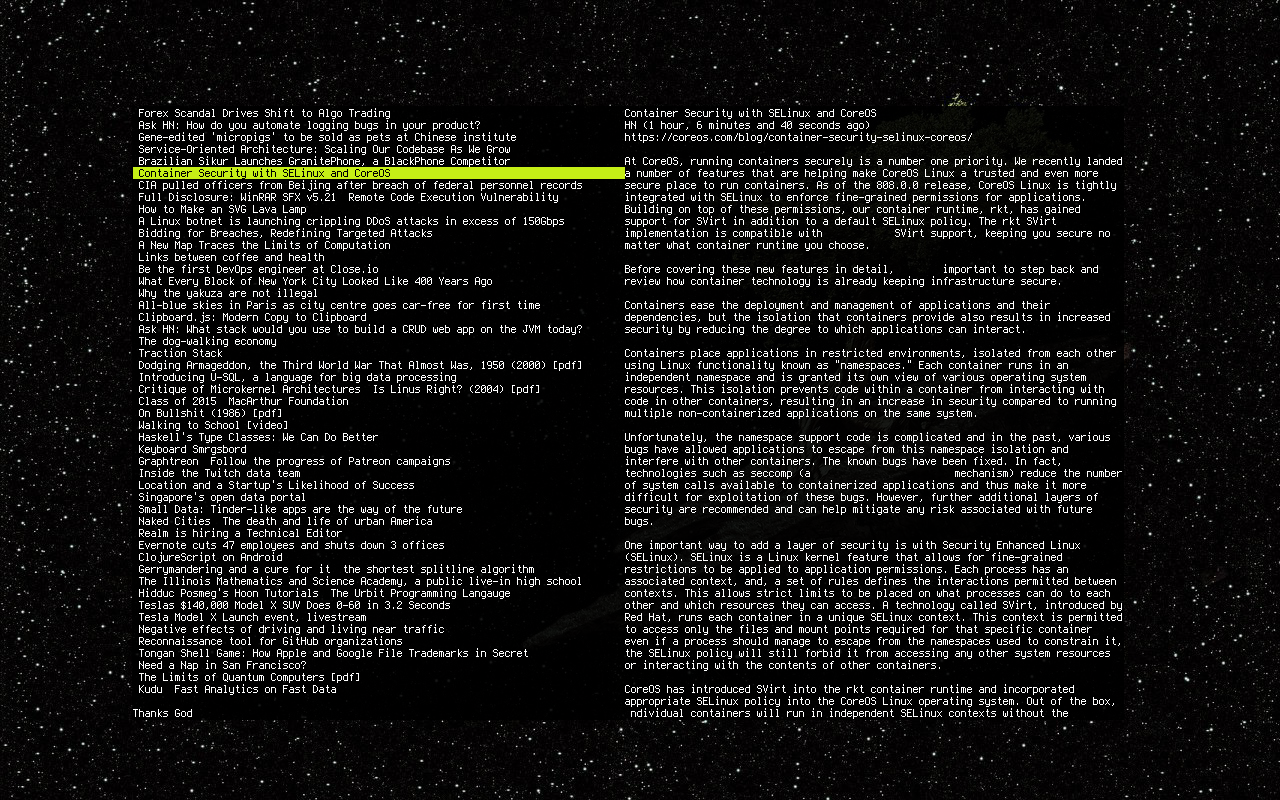 Forex Scandal Drives Shift to Algo Trading
Ask HN: How do you automate logging bugs in your product?
Gene-edited 'micropigs' to be sold as pets at Chinese institute
Service-Oriented Architecture: Scaling Our Codebase As We Grow
Brazilian Sikur Launches GranitePhone, a BlackPhone Competitor
Container Security with SELinux and CoreOS
CIA pulled officers from Beijing after breach of federal personnel records
Full Disclosure: WinRAR SFX v5.21  Remote Code Execution Vulnerability
How to Make an SVG Lava Lamp
A Linux botnet is launching crippling DDoS attacks in excess of 150Gbps
Bidding for Breaches, Redefining Targeted Attacks
A New Map Traces the Limits of Computation
Links between coffee and health
Be the first DevOps engineer at Close.io
What Every Block of New York City Looked Like 400 Years Ago
Why the yakuza are not illegal
All-blue skies in Paris as city centre goes car-free for first time
Clipboard.js: Modern Copy to Clipboard
Ask HN: What stack would you use to build a CRUD web app on the JVM today?
The dog-walking economy
Traction Stack
Dodging Armageddon, the Third World War That Almost Was, 1950 (2000) [pdf]
Introducing U-SQL, a language for big data processing
Critique of Microkernel Architectures  Is Linus Right? (2004) [pdf]
Class of 2015  MacArthur Foundation
On Bullshit (1986) [pdf]
Walking to School [video]
Haskell's Type Classes: We Can Do Better
Keyboard Smrgsbord
Graphtreon  Follow the progress of Patreon campaigns
Inside the Twitch data team
Location and a Startup's Likelihood of Success
Singapore's open data portal
Small Data: Tinder-like apps are the way of the future
Naked Cities  The death and life of urban America
Realm is hiring a Technical Editor
Evernote cuts 47 employees and shuts down 3 offices
ClojureScript on Android
Gerrymandering and a cure for it  the shortest splitline algorithm
The Illinois Mathematics and Science Academy, a public live-in high school
Hidduc Posmeg's Hoon Tutorials  The Urbit Programming Langauge
Teslas $140,000 Model X SUV Does 0-60 in 3.2 Seconds
Tesla Model X Launch event, livestream
Negative effects of driving and living near traffic
Reconnaissance tool for GitHub organizations
Tongan Shell Game: How Apple and Google File Trademarks in Secret
Need a Nap in San Francisco?
The Limits of Quantum Computers [pdf]
Kudu  Fast Analytics on Fast Data
Thanks God
Container Security with SELinux and CoreOS
HN (1 hour, 6 minutes and 40 seconds ago)
https://coreos.com/blog/container-security-selinux-coreos/
At CoreOS, running containers securely is a number one priority. We recently landed
a number of features that are helping make CoreOS Linux a trusted and even more
secure place to run containers. As of the 808.0.0 release, CoreOS Linux is tightly
integrated with SELinux to enforce fine-grained permissions for applications.
Building on top of these permissions, our container runtime, rkt, has gained
support for SVirt in addition to a default SELinux policy. The rkt SVirt
implementation is compatible with            SVirt support, keeping you secure no
matter what container runtime you choose.
Before covering these new features in detail,        important to step back and
review how container technology is already keeping infrastructure secure.
Containers ease the deployment and management of applications and their
dependencies, but the isolation that containers provide also results in increased
security by reducing the degree to which applications can interact.
Containers place applications in restricted environments, isolated from each other
using Linux functionality known as "namespaces." Each container runs in an
independent namespace and is granted its own view of various operating system
resources. This isolation prevents code within a container from interacting with
code in other containers, resulting in an increase in security compared to running
multiple non-containerized applications on the same system.
Unfortunately, the namespace support code is complicated and in the past, various
bugs have allowed applications to escape from this namespace isolation and
interfere with other containers. The known bugs have been fixed. In fact,
technologies such as seccomp (a                        mechanism) reduce the number
of system calls available to containerized applications and thus make it more
difficult for exploitation of these bugs. However, further additional layers of
security are recommended and can help mitigate any risk associated with future
bugs.
One important way to add a layer of security is with Security Enhanced Linux
(SELinux). SELinux is a Linux kernel feature that allows for fine-grained
restrictions to be applied to application permissions. Each process has an
associated context, and, a set of rules defines the interactions permitted between
contexts. This allows strict limits to be placed on what processes can do to each
other and which resources they can access. A technology called SVirt, introduced by
Red Hat, runs each container in a unique SELinux context. This context is permitted
to access only the files and mount points required for that specific container
even if a process should manage to escape from the namespaces used to constrain it,
the SELinux policy will still forbid it from accessing any other system resources
or interacting with the contents of other containers.
CoreOS has introduced SVirt into the rkt container runtime and incorporated
appropriate SELinux policy into the CoreOS Linux operating system. Out of the box,
ndividual containers will run in independent SELinux contexts without the